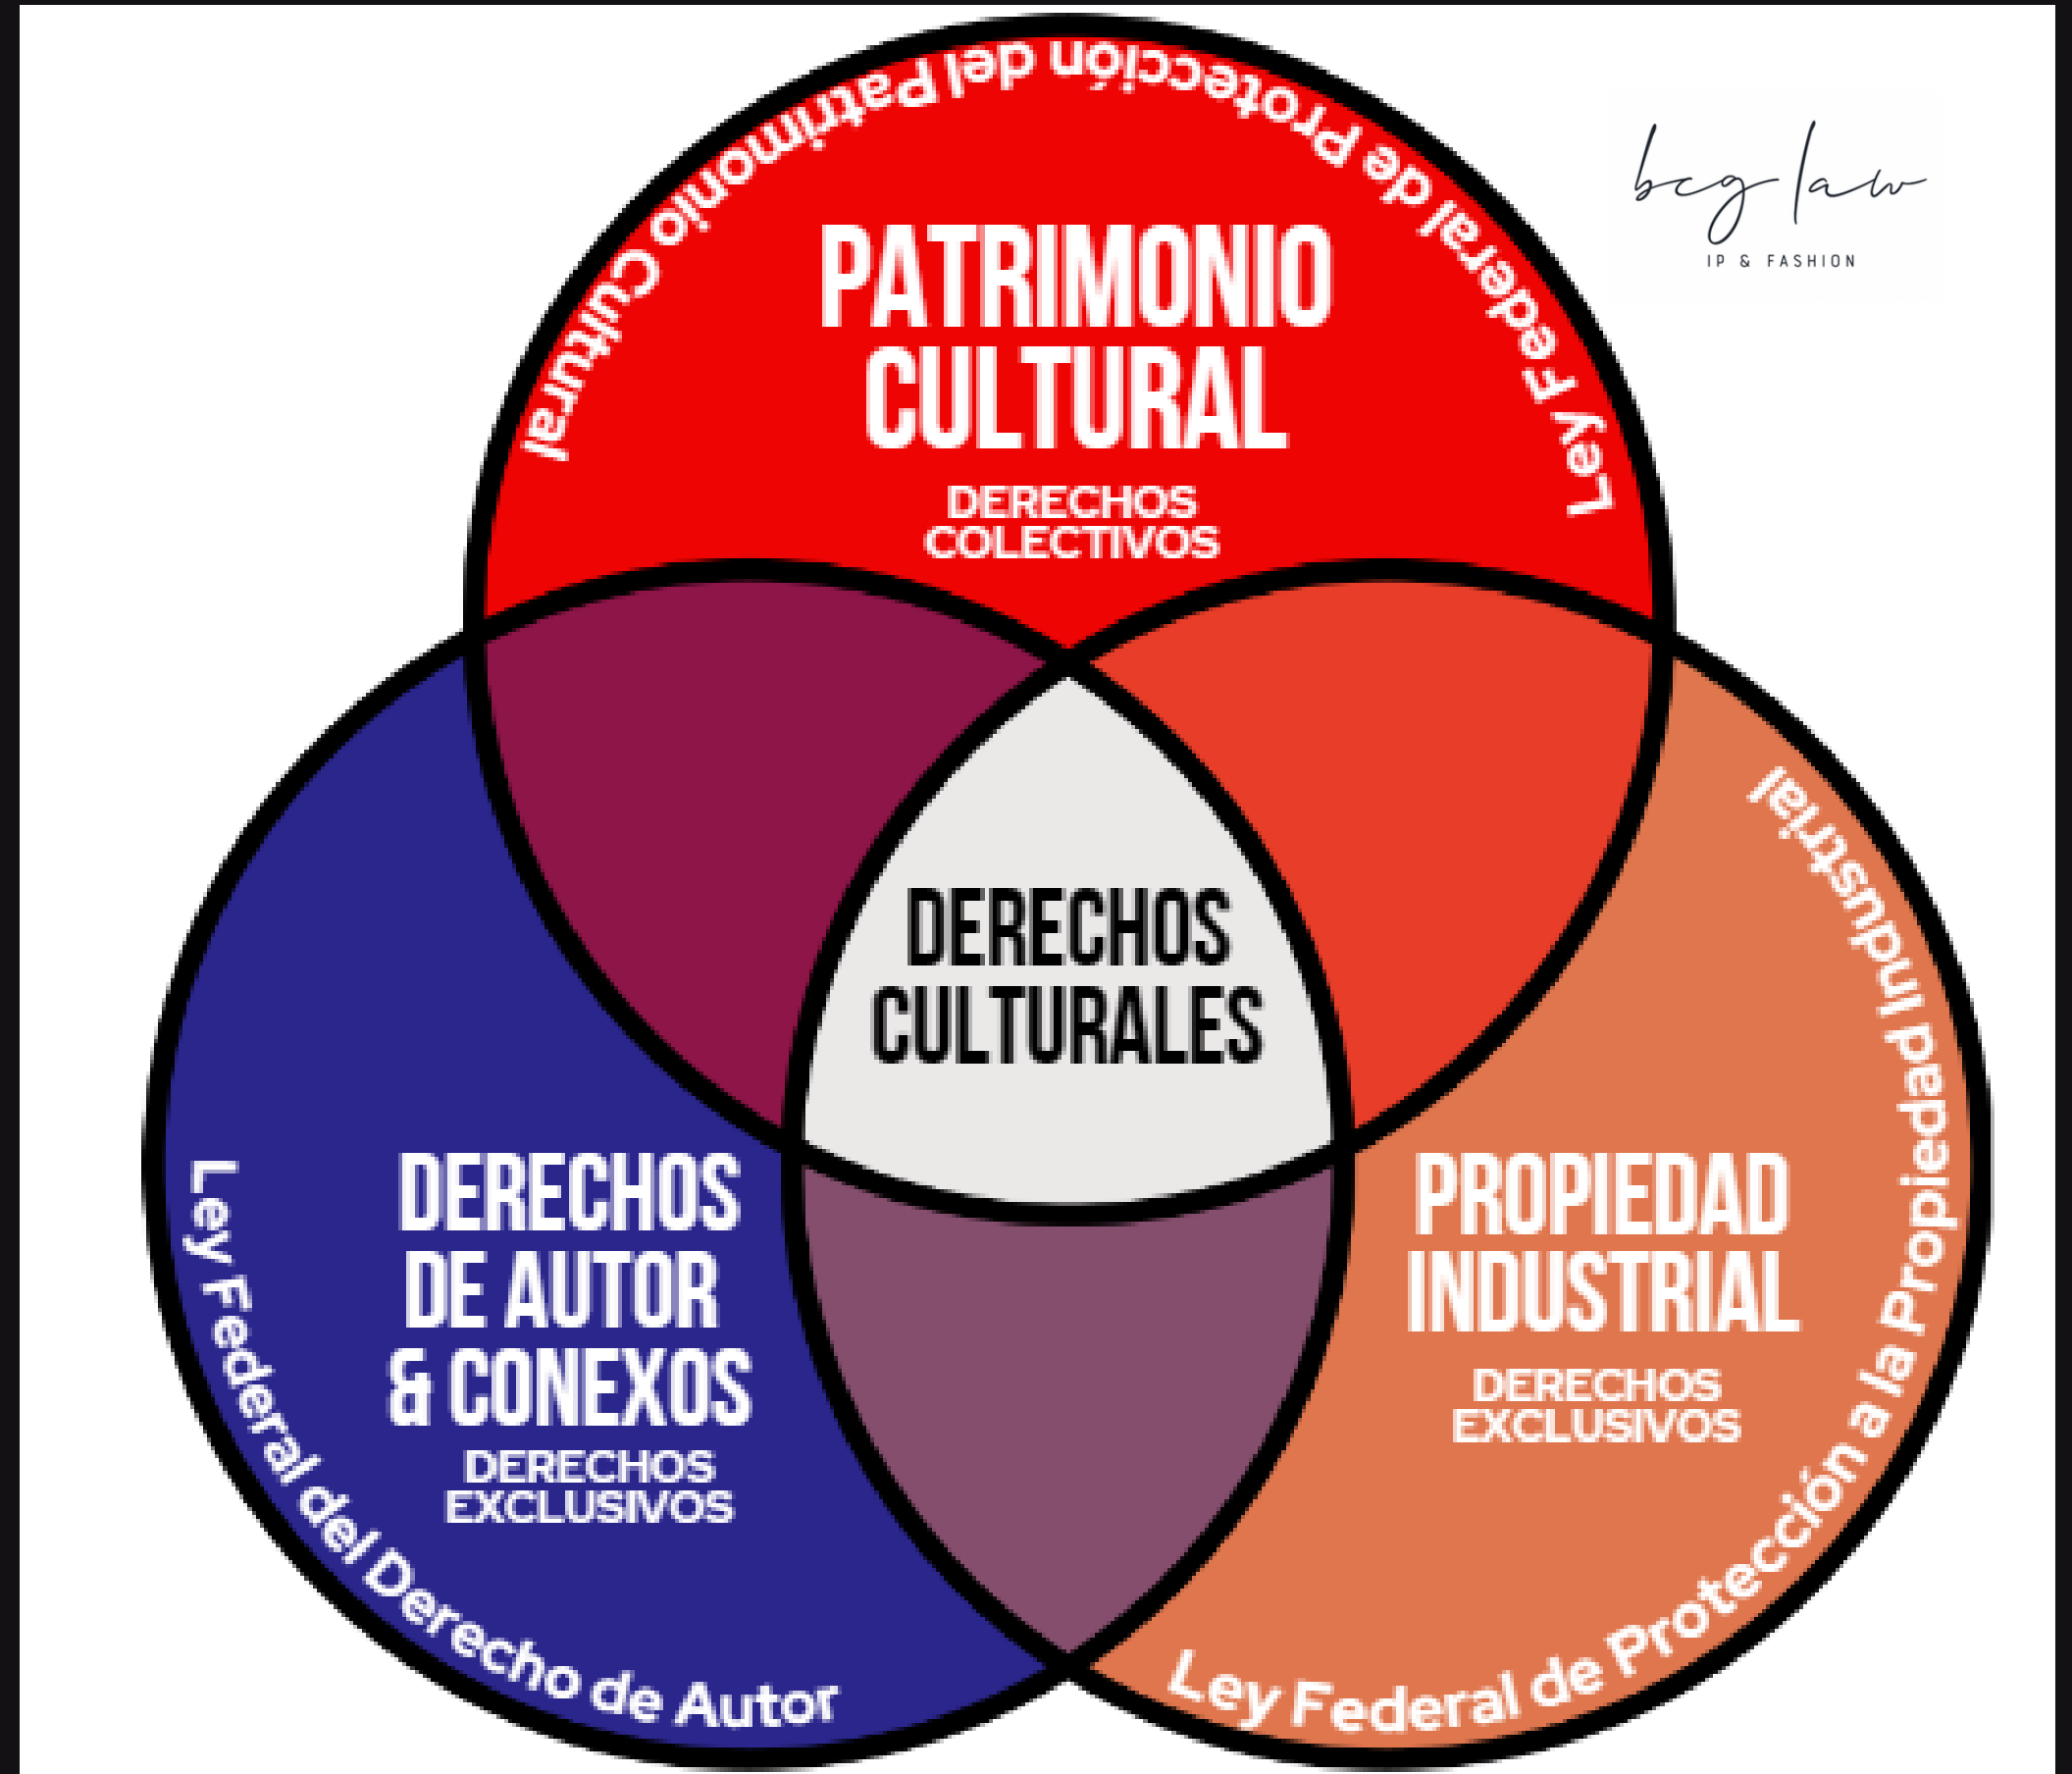 Ley Federal de Protección del Patrimonio Cultural
bcg law
IP & FASHION
PATRIMONIO
CULTURAL
DERECHOS
COLECTIVOS
DERECHOS
CULTURALES
DERECHOS
DE AUTOR
& CONEXOS
DERECHOS
EXCLUSIVOS
Ley Federal del Derecho de Autor
PROPIEDAD
INDUSTRIAL
DERECHOS
EXCLUSIVOS
Ley Federal de Protección a la Propiedad Industrial